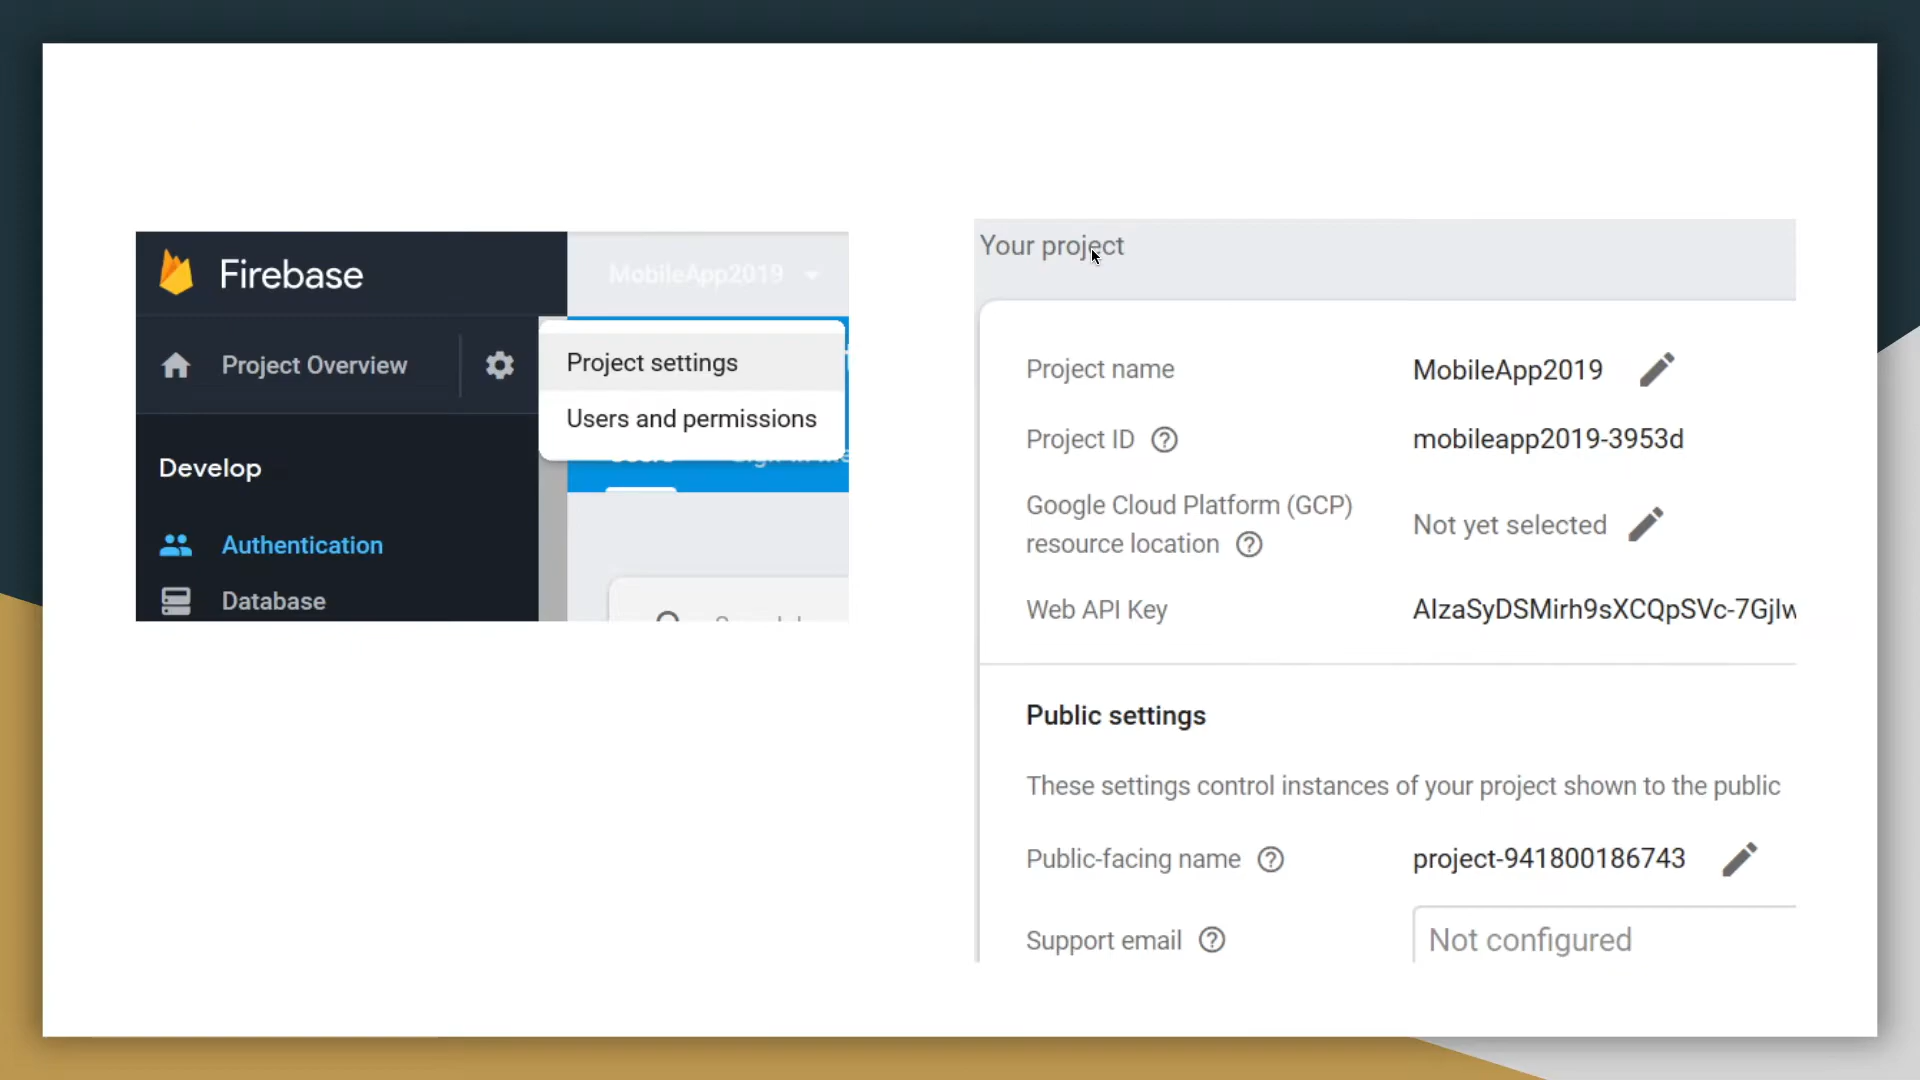 Firebase
MobileApp2019
Project Overview
Project settings
Users and permissions
Develop
Authentication
Database
Your project
Project name
MobileApp2019
Project ID
mobileapp2019-3953d
Google Cloud Platform (GCP)
resource location
Not yet selected
Web API Key
AIzaSyDSMirh9sXCQpSVc-7Gjlw
Public settings
These settings control instances of your project shown to the public
Public-facing name
project-941800186743
Support email
Not configured